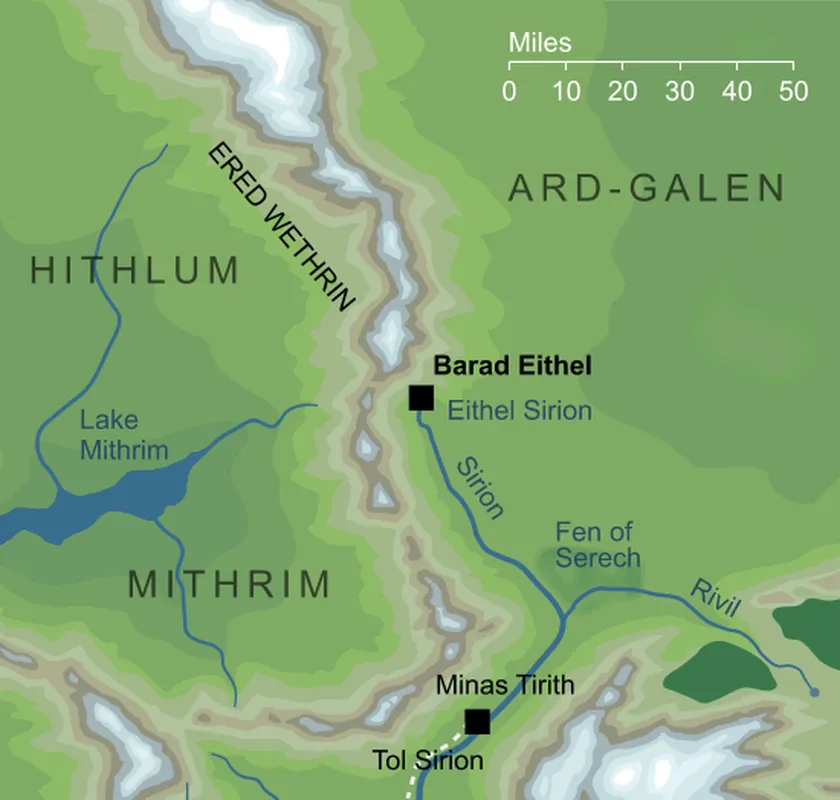 Miles
0 10 20 30 40 50
ERED WETHRIN
ARD-GALEN
HITHLUM
Barad Eithel
Eithel Sirion
Lake
Mithrim
Sirion
Fen of
Serech
MITHRIM
Rivil
Minas Tirith
Tol Sirion